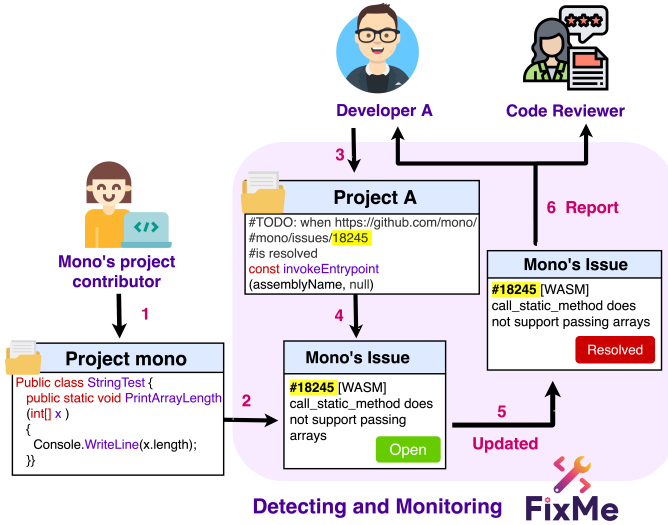 Developer A
Code Reviewer
3
Project A
#TODO: when https://github.com/mono/
#mono/issues/18245
#is resolved
const invokeEntrypoint
(assemblyName, null)
6 Report
Mono's project
contributor
1
4
Mono's Issue
#18245 [WASM]
call_static_method does
not support passing arrays
Resolved
Project mono
Public class StringTest {
public static void PrintArrayLength
(int[] x )
{
Console.WriteLine(x.length);
}}
2
Mono's Issue
#18245 [WASM]
call_static_method does
not support passing
arrays
Open
5
Updated
Detecting and Monitoring
FixMe